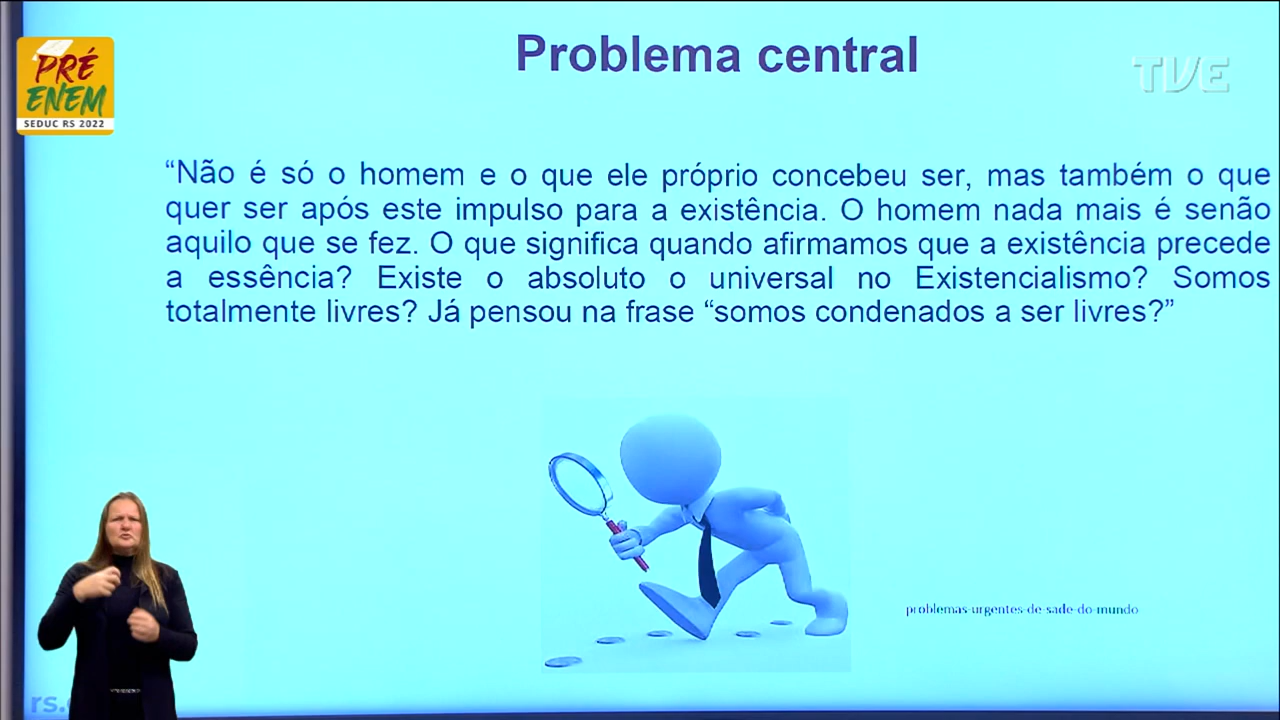 PRÉ
ENEM
SEDUC RS 2022
Problema central
TVE
“Não é só o homem e o que ele próprio concebeu ser, mas também o que
quer ser após este impulso para a existência. O homem nada mais é senão
aquilo que se fez. O que significa quando afirmamos que a existência precede
a essência? Existe o absoluto o universal no Existencialismo? Somos
totalmente livres? Já pensou na frase “somos condenados a ser livres?”
problemas-urgentes-de sade-do-mundo